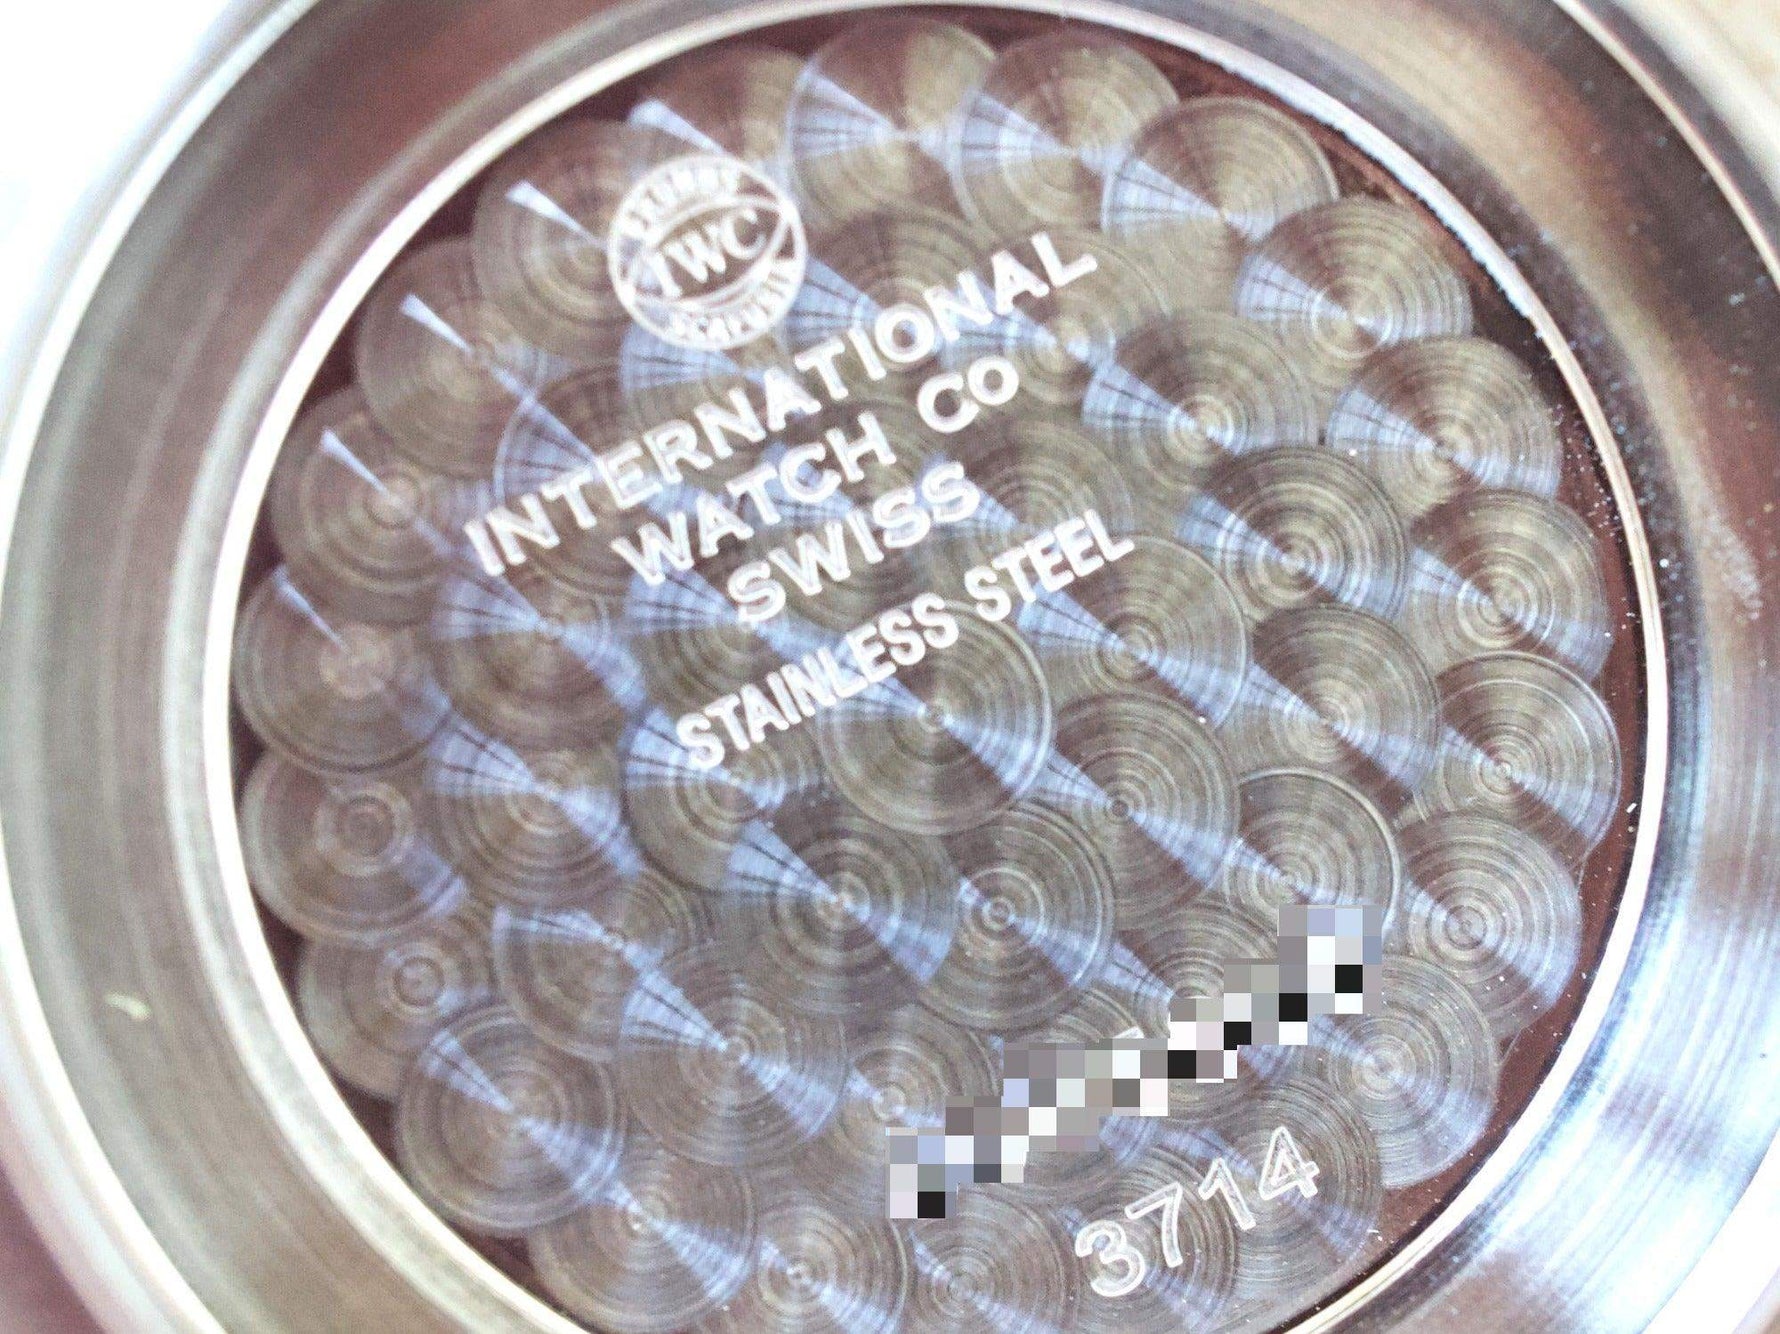 IWC
INTERNATIONAL
WATCH CO
SWISS
STAINLESS STEEL
3714